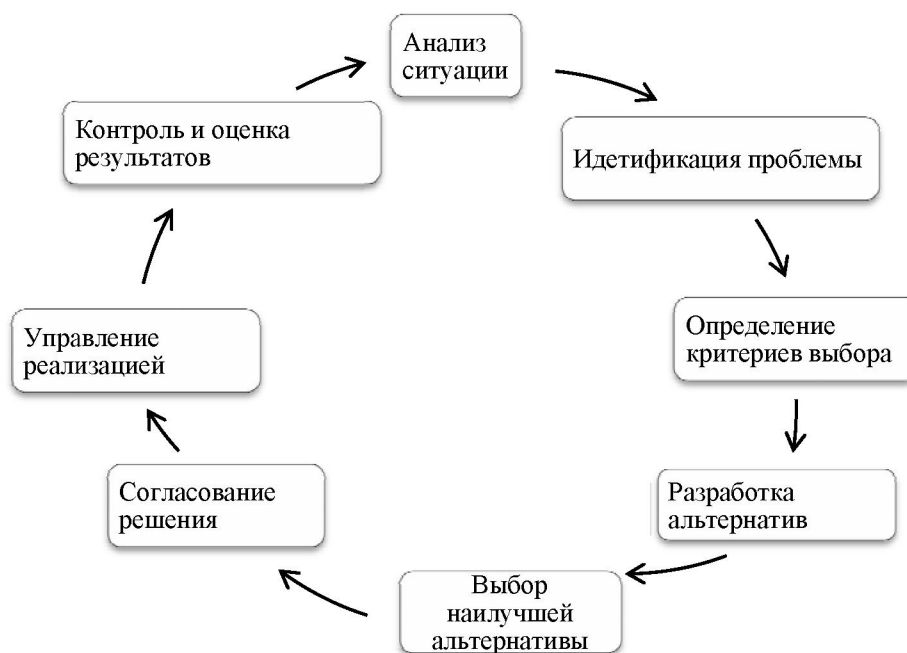 Анализ
ситуации
Идетификация проблемы
Определение
критериев выбора
Разработка
альтернатив
Выбор
наилучшей
альтернативы
Согласование
решения
Управление
реализацией
Контроль и оценка
результатов